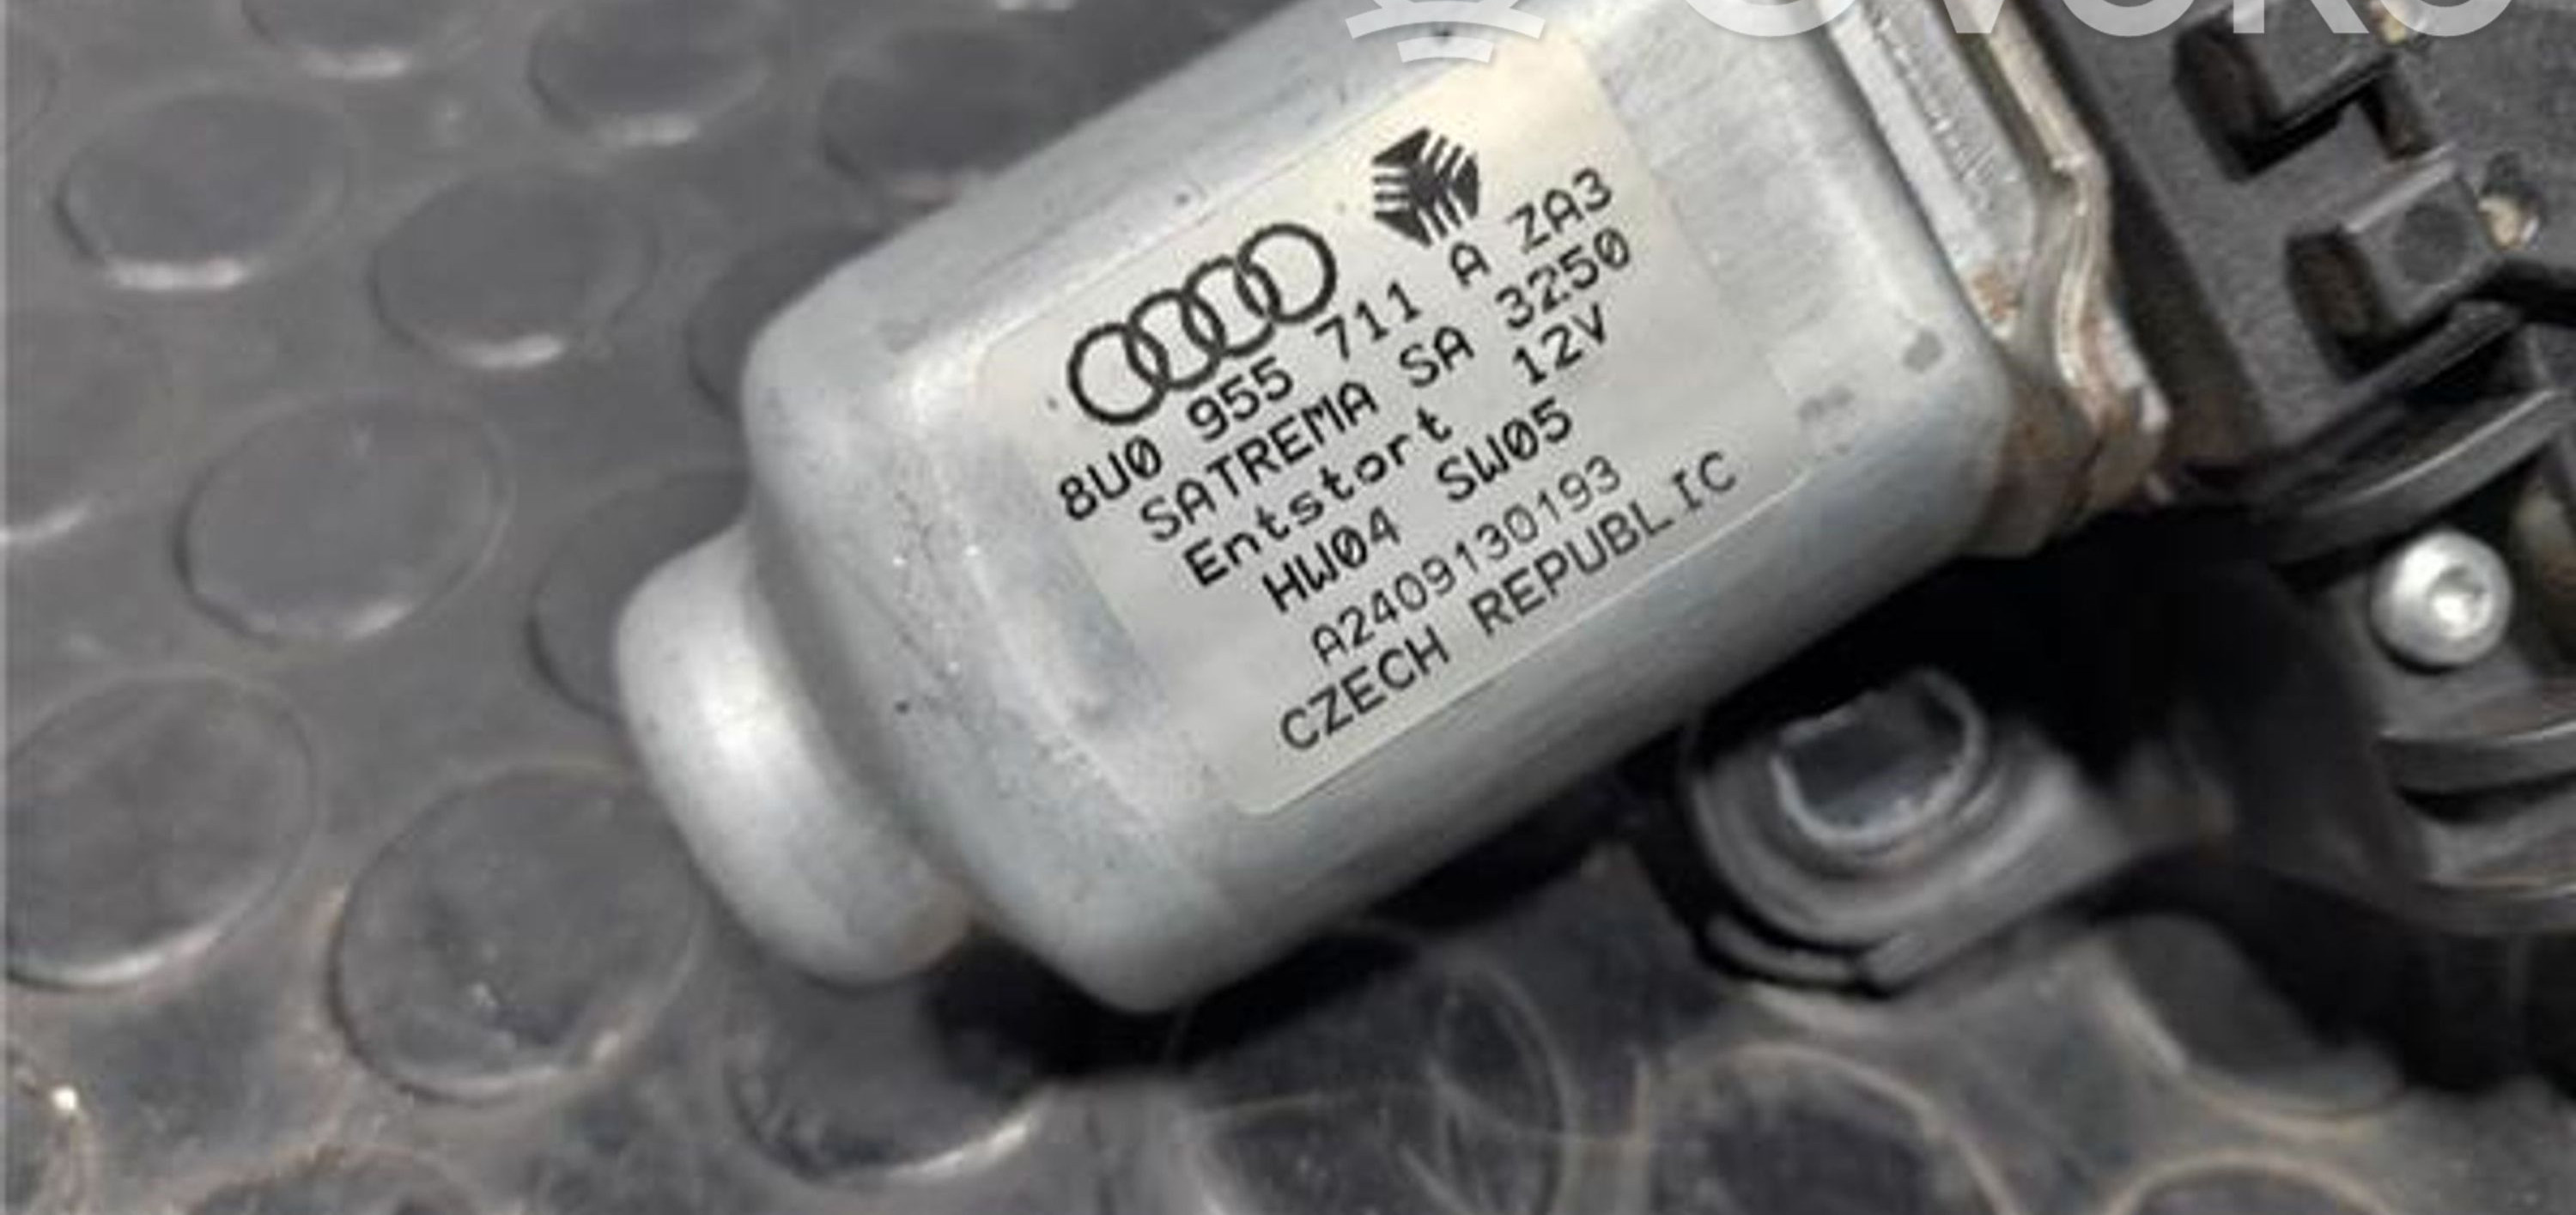 8U0 955 711 A ZA3
SATREMA SA 3250
Entstort 12V
HW04 SW05
A2409130193
CZECH REPUBLIC